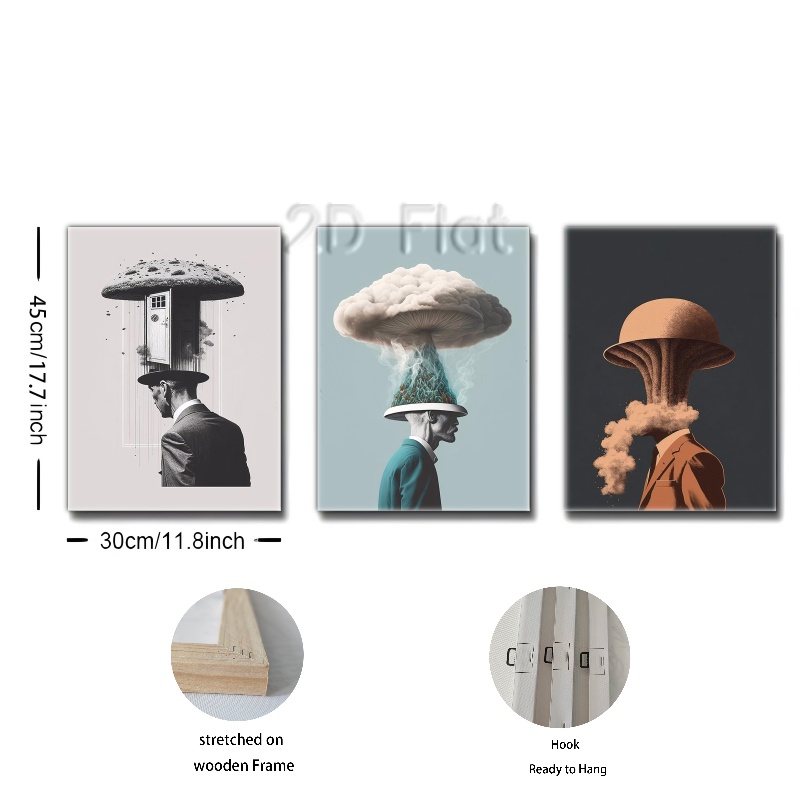 2D Flat
45cm/17.7inch
30cm/11.8inch
stretched on
wooden Frame
Hook
Ready to Hang